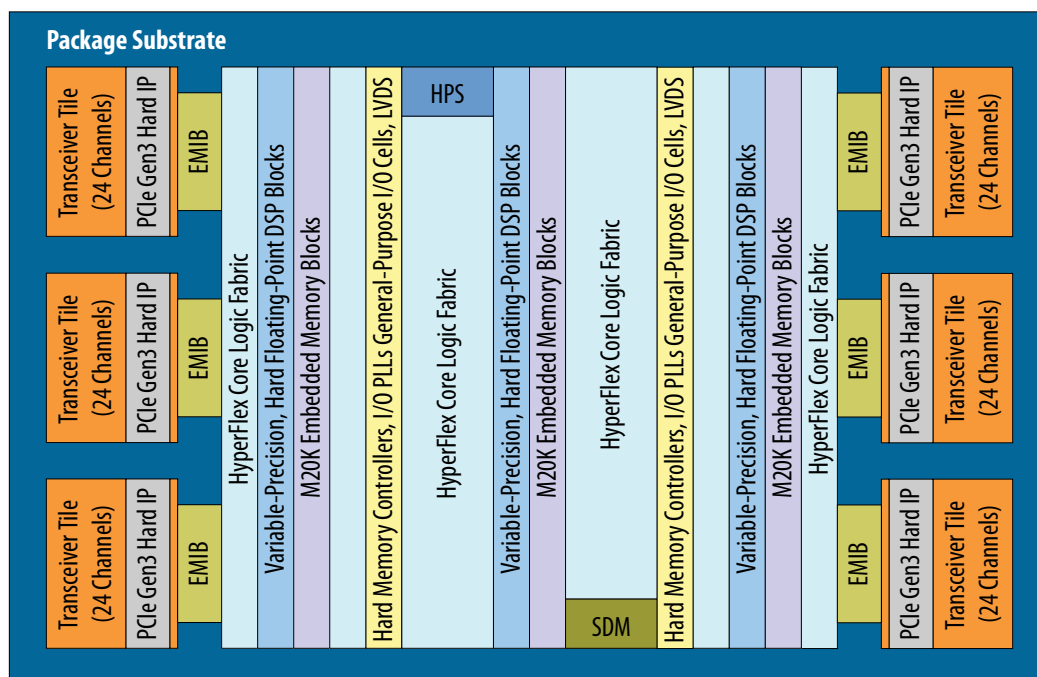 Package Substrate
Transceiver Tile
(24 Channels)
PCIe Gen3 Hard IP
EMIB
Transceiver Tile
(24 Channels)
PCIe Gen3 Hard IP
EMIB
Transceiver Tile
(24 Channels)
PCIe Gen3 Hard IP
EMIB
HyperFlex Core Logic Fabric
Variable-Precision, Hard Floating-Point DSP Blocks
M20K Embedded Memory Blocks
Hard Memory Controllers, I/O PLLs General-Purpose I/O Cells, LVDS
HPS
HyperFlex Core Logic Fabric
Variable-Precision, Hard Floating-Point DSP Blocks
M20K Embedded Memory Blocks
HyperFlex Core Logic Fabric
SDM
Hard Memory Controllers, I/O PLLs General-Purpose I/O Cells, LVDS
Variable-Precision, Hard Floating-Point DSP Blocks
M20K Embedded Memory Blocks
HyperFlex Core Logic Fabric
EMIB
PCIe Gen3 Hard IP
Transceiver Tile
(24 Channels)
EMIB
PCIe Gen3 Hard IP
Transceiver Tile
(24 Channels)
EMIB
PCIe Gen3 Hard IP
Transceiver Tile
(24 Channels)